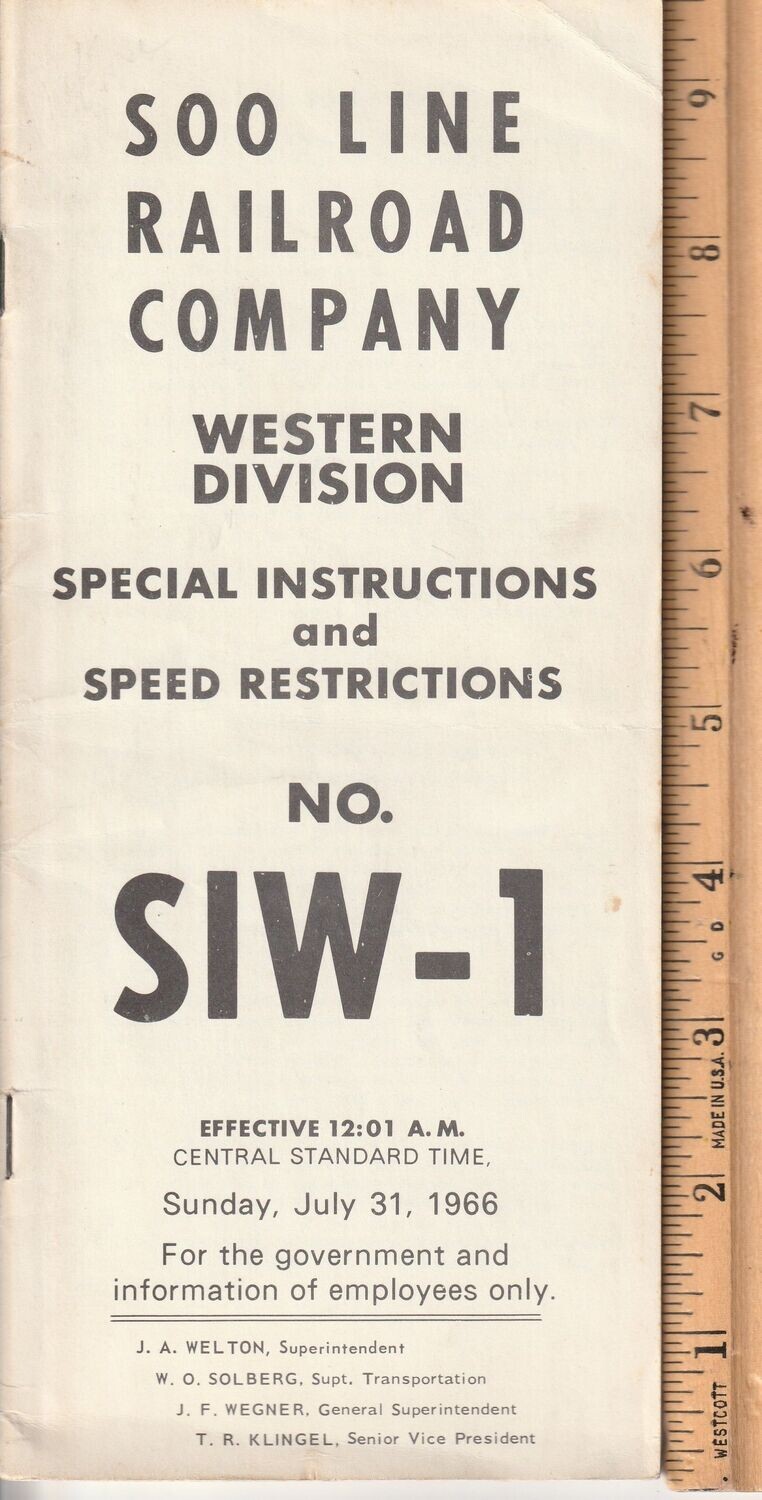 SOO LINE
RAILROAD
COMPANY
WESTERN
DIVISION
SPECIAL INSTRUCTIONS
and
SPEED RESTRICTIONS
NO.
SIW-1
EFFECTIVE 12:01 A.M.
CENTRAL STANDARD TIME,
Sunday, July 31, 1966
For the government and
information of employees only.
J. A. WELTON, Superintendent
W. O. SOLBERG, Supt. Transportation
J. F. WEGNER, General Superintendent
T. R. KLINGEL, Senior Vice President
WESTCOTT 1 2 MADE IN U.S.A. 3 G D 4 5 6 7 8 9